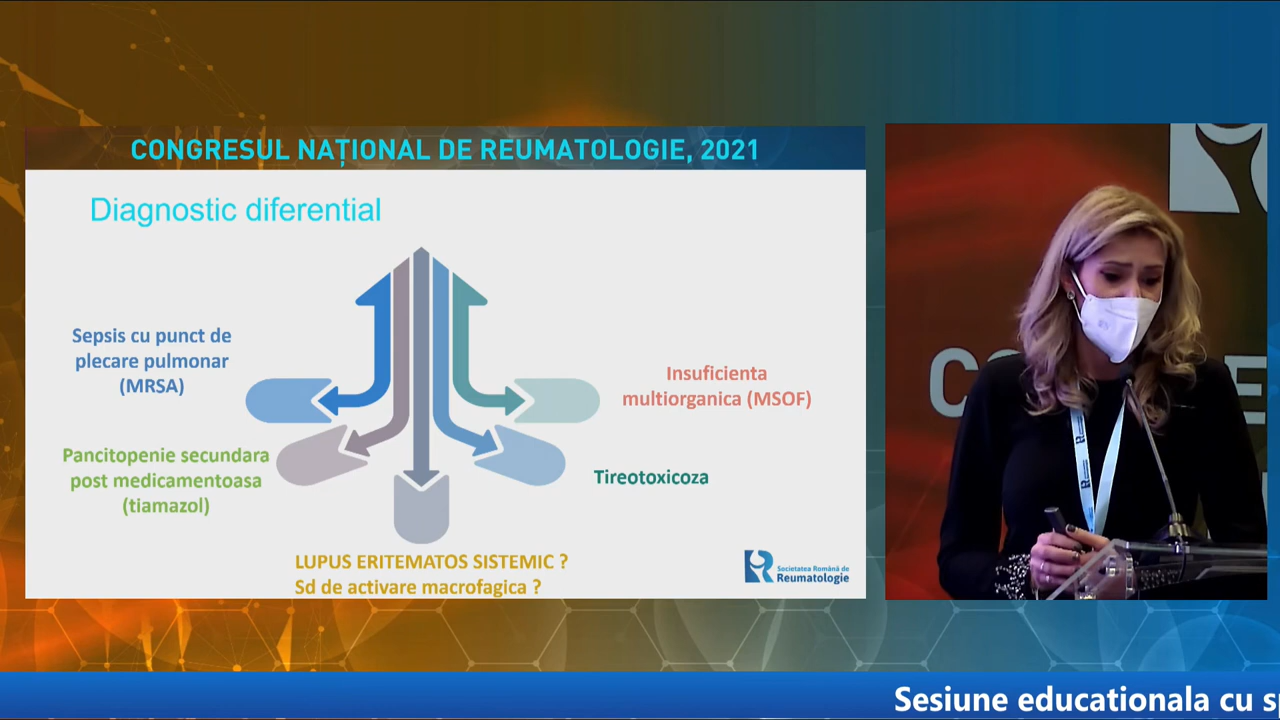 CONGRESUL NAȚIONAL DE REUMATOLOGIE, 2021
Diagnostic diferential
Sepsis cu punct de
plecare pulmonar
(MRSA)
Pancitopenie secundara
post medicamentoasa
(tiamazol)
Insuficienta
multiorganica (MSOF)
Tireotoxicoza
LUPUS ERITEMATOS SISTEMIC ?
Sd de activare macrofagica ?
Societatea Română de
Reumatologie
Sesiune educationala cu